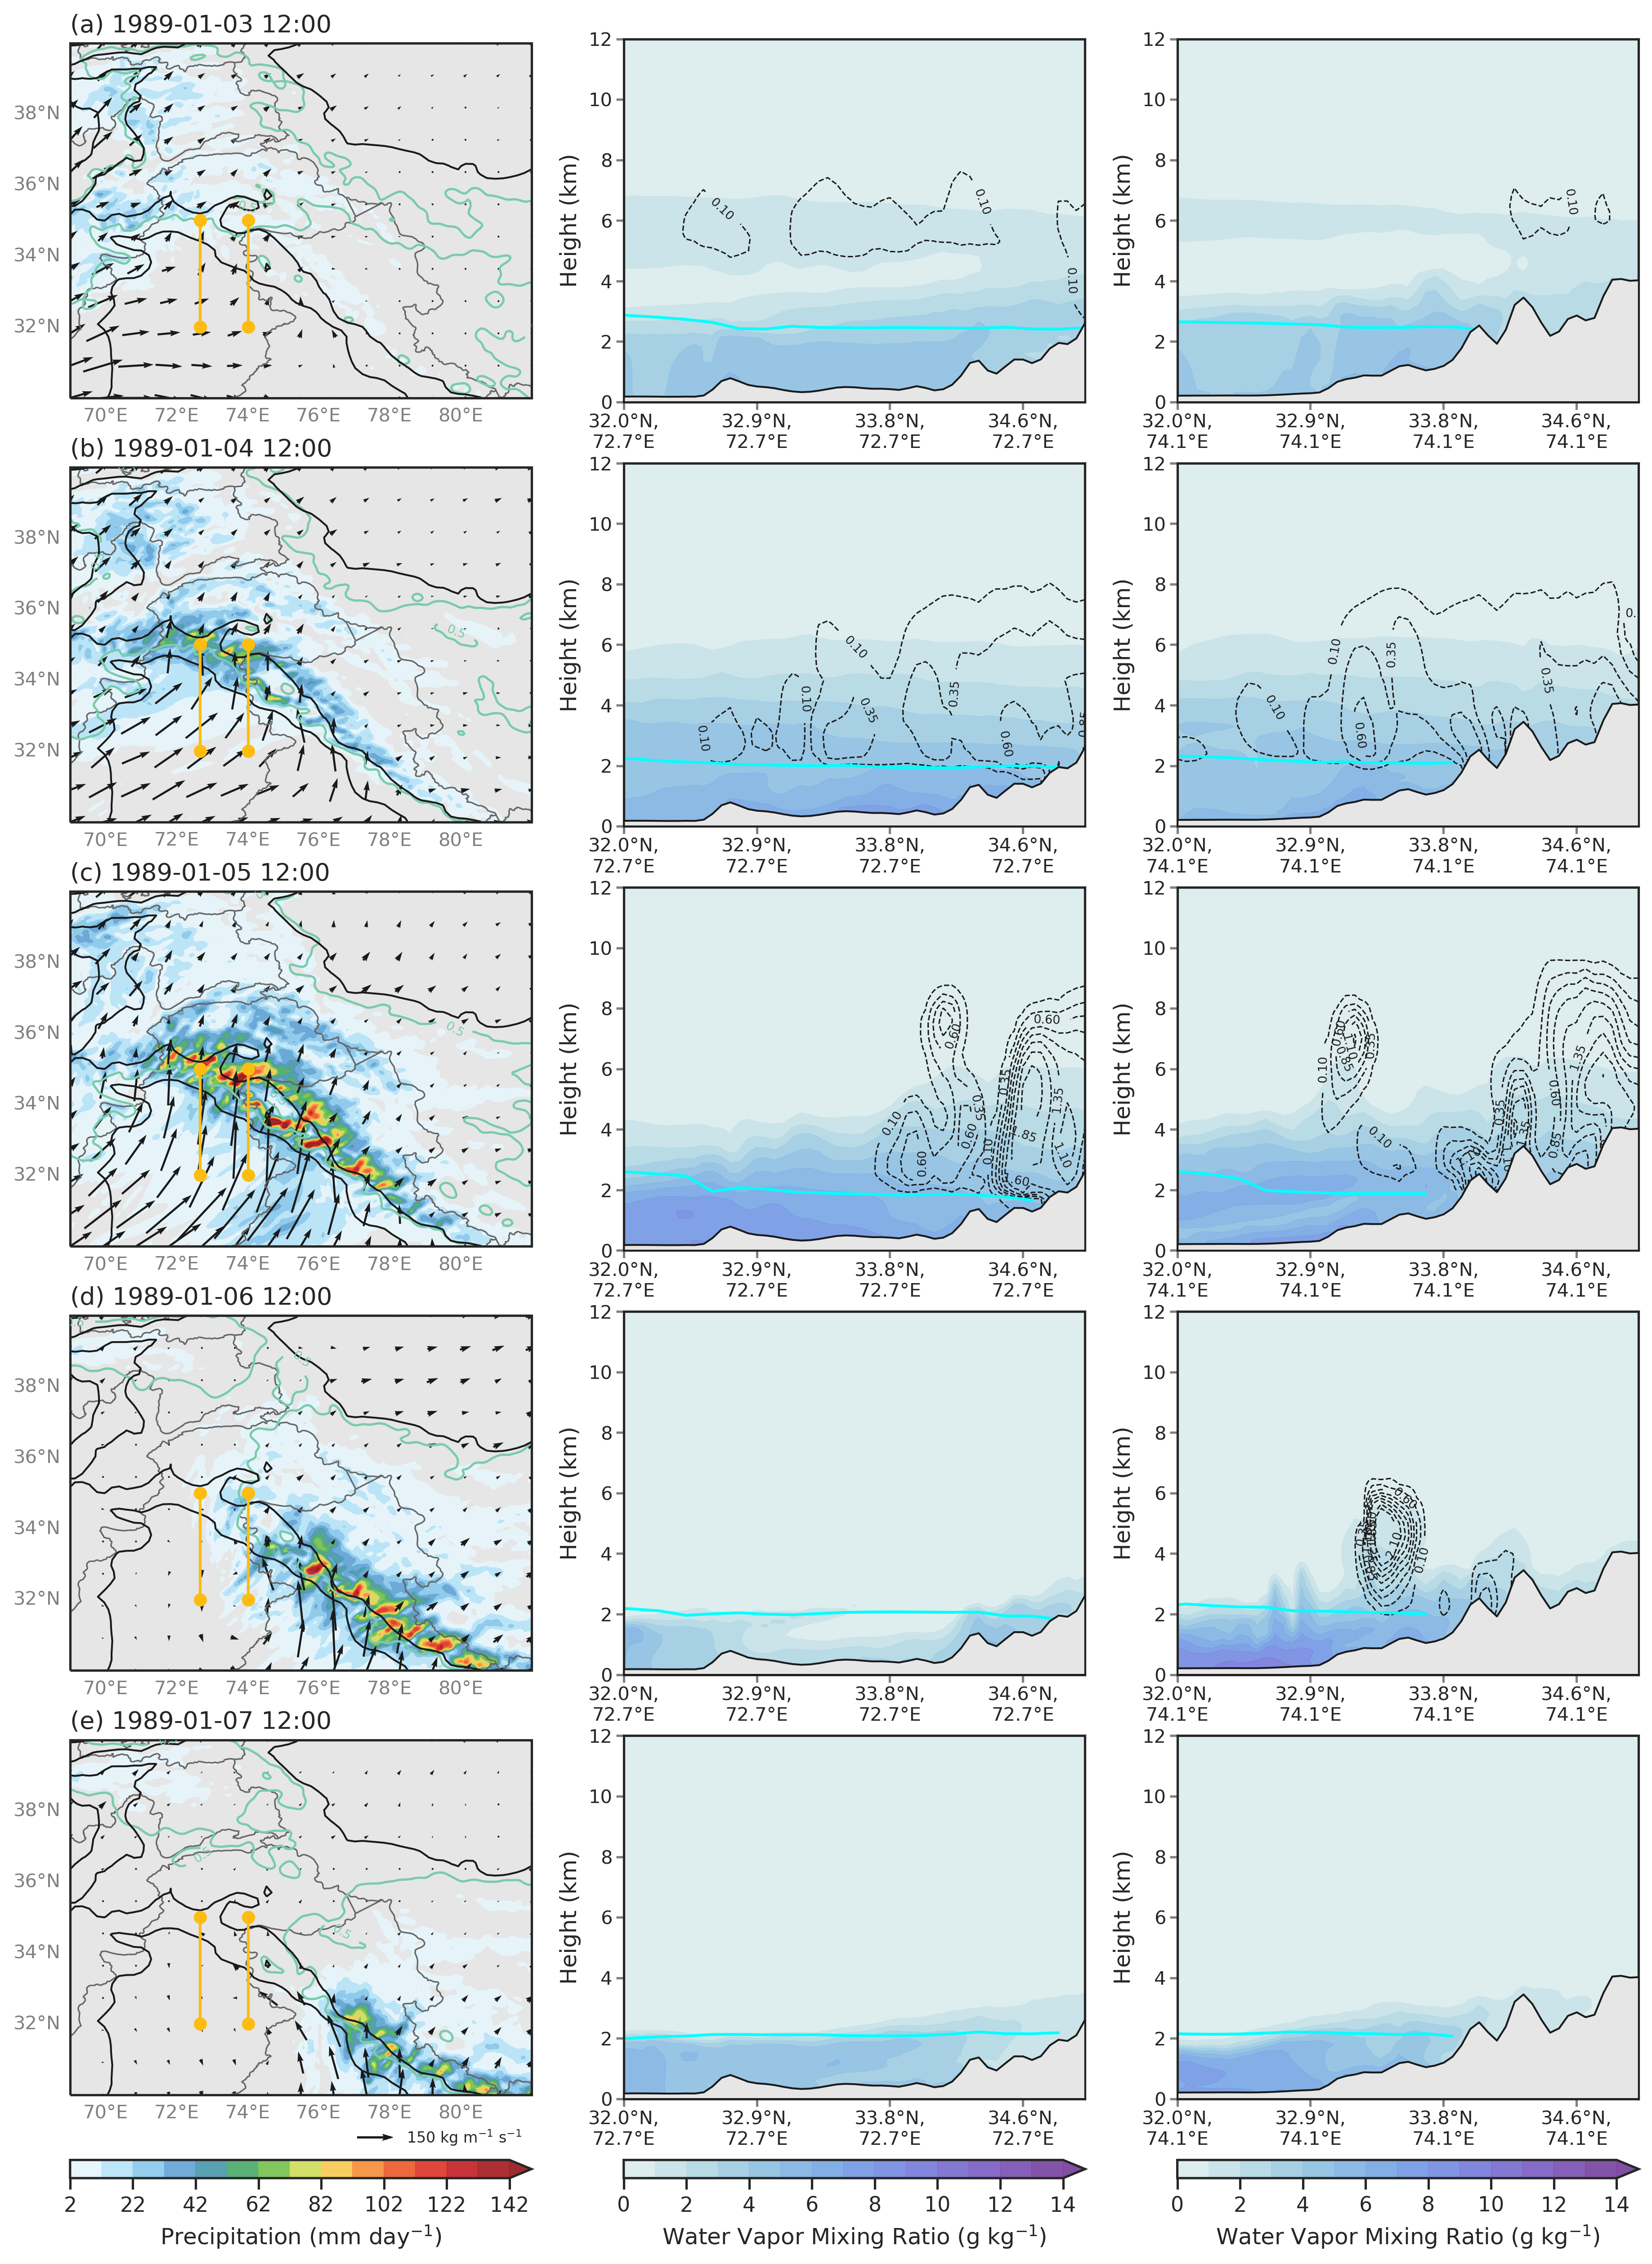 (a) 1989-01-03 12:00
38°N
36°N
34°N
32°N
70°E 72°E 74°E 76°E 78°E 80°E
Height (km)
12
10
8
6
4
2
0
0.10
0.10
0.10
32.0°N, 32.9°N, 33.8°N, 34.6°N,
72.7°E 72.7°E 72.7°E 72.7°E
Height (km)
12
10
8
6
4
2
0
0.10
32.0°N, 32.9°N, 33.8°N, 34.6°N,
74.1°E 74.1°E 74.1°E 74.1°E
(b) 1989-01-04 12:00
38°N
36°N
34°N
32°N
0.5
70°E 72°E 74°E 76°E 78°E 80°E
Height (km)
12
10
8
6
4
2
0
0.10
0.10
0.10
0.35
0.35
0.60
32.0°N, 32.9°N, 33.8°N, 34.6°N,
72.7°E 72.7°E 72.7°E 72.7°E
Height (km)
12
10
8
6
4
2
0
0.10
0.10
0.35
0.60
0.35
32.0°N, 32.9°N, 33.8°N, 34.6°N,
74.1°E 74.1°E 74.1°E 74.1°E
(c) 1989-01-05 12:00
38°N
36°N
34°N
32°N
0.5
70°E 72°E 74°E 76°E 78°E 80°E
Height (km)
12
10
8
6
4
2
0
0.60
0.60
0.35
0.35
1.35
0.10
0.60
0.10
1.85
0.60
1.10
32.0°N, 32.9°N, 33.8°N, 34.6°N,
72.7°E 72.7°E 72.7°E 72.7°E
Height (km)
12
10
8
6
4
2
0
0.60
0.10
0.10
1.35
0.60
0.85
32.0°N, 32.9°N, 33.8°N, 34.6°N,
74.1°E 74.1°E 74.1°E 74.1°E
(d) 1989-01-06 12:00
38°N
36°N
34°N
32°N
70°E 72°E 74°E 76°E 78°E 80°E
Height (km)
12
10
8
6
4
2
0
32.0°N, 32.9°N, 33.8°N, 34.6°N,
72.7°E 72.7°E 72.7°E 72.7°E
Height (km)
12
10
8
6
4
2
0
2.10
0.10
32.0°N, 32.9°N, 33.8°N, 34.6°N,
74.1°E 74.1°E 74.1°E 74.1°E
(e) 1989-01-07 12:00
38°N
36°N
34°N
32°N
0.5
0.5
70°E 72°E 74°E 76°E 78°E 80°E
150 kg m⁻¹ s⁻¹
Height (km)
12
10
8
6
4
2
0
32.0°N, 32.9°N, 33.8°N, 34.6°N,
72.7°E 72.7°E 72.7°E 72.7°E
Height (km)
12
10
8
6
4
2
0
32.0°N, 32.9°N, 33.8°N, 34.6°N,
74.1°E 74.1°E 74.1°E 74.1°E
2 22 42 62 82 102 122 142
Precipitation (mm day⁻¹)
0 2 4 6 8 10 12 14
Water Vapor Mixing Ratio (g kg⁻¹)
0 2 4 6 8 10 12 14
Water Vapor Mixing Ratio (g kg⁻¹)